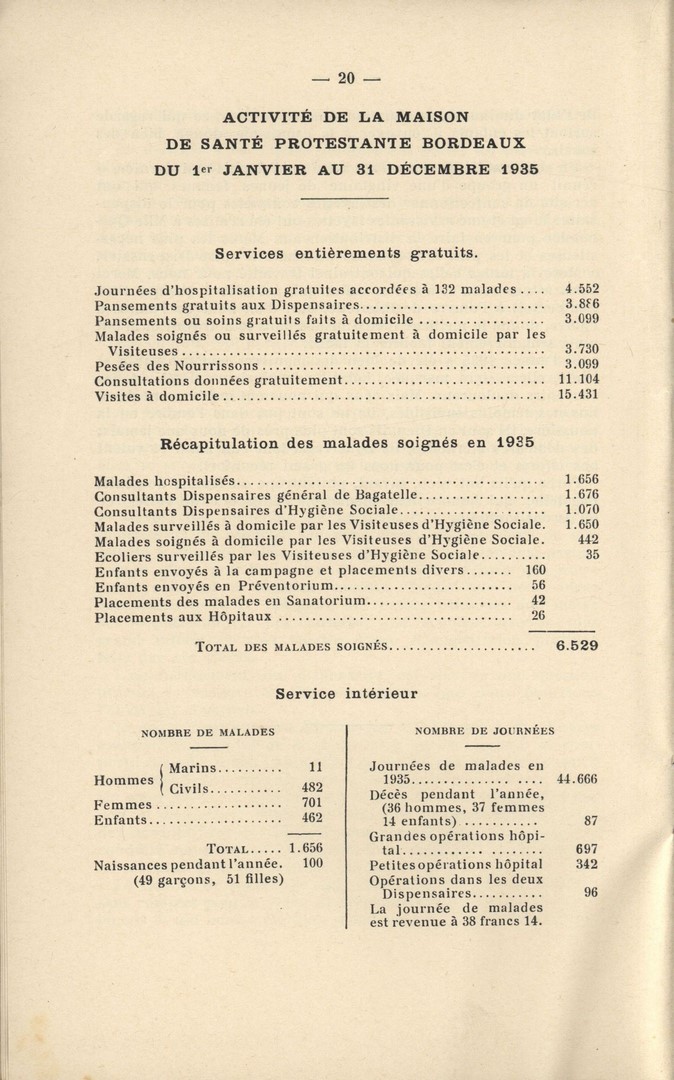 — 20 —
ACTIVITÉ DE LA MAISON
DE SANTÉ PROTESTANTE BORDEAUX
DU 1er JANVIER AU 31 DÉCEMBRE 1935
Services entièrements gratuits.
Journées d'hospitalisation gratuites accordées à 132 malades .... 4.552
Pansements gratuits aux Dispensaires........................... 3.886
Pansements ou soins gratuits faits à domicile ................... 3.099
Malades soignés ou surveillés gratuitement à domicile par les
Visiteuses ..................................................... 3.730
Pesées des Nourrissons ......................................... 3.099
Consultations données gratuitement............................. 11.104
Visites à domicile .............................................. 15.431
Récapitulation des malades soignés en 1935
Malades hospitalisés............................................ 1.656
Consultants Dispensaires général de Bagatelle................... 1.676
Consultants Dispensaires d'Hygiène Sociale...................... 1.070
Malades surveillés à domicile par les Visiteuses d'Hygiène Sociale. 1.650
Malades soignés à domicile par les Visiteuses d'Hygiène Sociale. 442
Ecoliers surveillés par les Visiteuses d'Hygiène Sociale.......... 35
Enfants envoyés à la campagne et placements divers ....... 160
Enfants envoyés en Préventorium........................... 56
Placements des malades en Sanatorium...................... 42
Placements aux Hôpitaux ................................... 26
TOTAL DES MALADES SOIGNÉS...................... 6.529
Service intérieur
NOMBRE DE MALADES
Hommes { Marins.......... 11
Civils........... 482
Femmes ................... 701
Enfants.................... 462
TOTAL..... 1.656
Naissances pendant l'année. 100
(49 garçons, 51 filles)
NOMBRE DE JOURNÉES
Journées de malades en
1935............... .... 44.666
Décès pendant l'année,
(36 hommes, 37 femmes
14 enfants) ........... 87
Grandes opérations hôpi-
tal............ ........ 697
Petites opérations hôpital 342
Opérations dans les deux
Dispensaires........... 96
La journée de malades
est revenue à 38 francs 14.